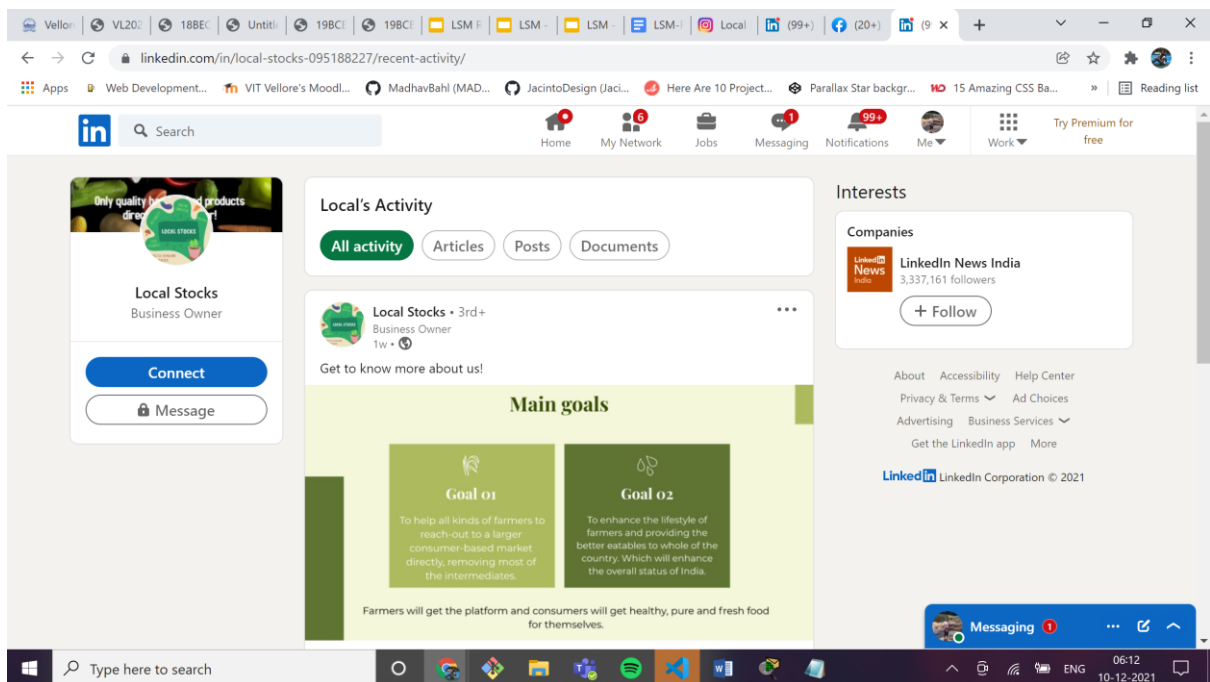 Vellor
VL202
18BEC
Untitle
19BCE
19BCE
LSM F
LSM -
LSM -
LSM-I
Local
(99+)
(20+)
(9
linkedin.com/in/local-stocks-095188227/recent-activity/
Apps
Web Development...
VIT Vellore's Moodl...
MadhavBahl (MAD...
JacintoDesign (Jaci...
Here Are 10 Project...
Parallax Star backgr...
15 Amazing CSS Ba...
»
Reading list
in
Search
Home
6
My Network
Jobs
1
Messaging
99+
Notifications
Me
Work
Try Premium for
free
Only quality
products
LOCAL STOCKS
Local Stocks
Business Owner
Connect
Message
Local's Activity
All activity
Articles
Posts
Documents
Local Stocks • 3rd+
Business Owner
1w •
Get to know more about us!
Main goals
Goal 01
To help all kinds of farmers to
reach-out to a larger
consumer-based market
directly, removing most of
the intermediates.
Goal 02
To enhance the lifestyle of
farmers and providing the
better eatables to whole of the
country. Which will enhance
the overall status of India.
Farmers will get the platform and consumers will get healthy, pure and fresh food
for themselves.
Interests
Companies
Linked in
News
India
LinkedIn News India
3,337,161 followers
+ Follow
About Accessibility Help Center
Privacy & Terms Ad Choices
Advertising Business Services
Get the LinkedIn app More
Linked in LinkedIn Corporation © 2021
Messaging 1
Type here to search
ENG
06:12
10-12-2021